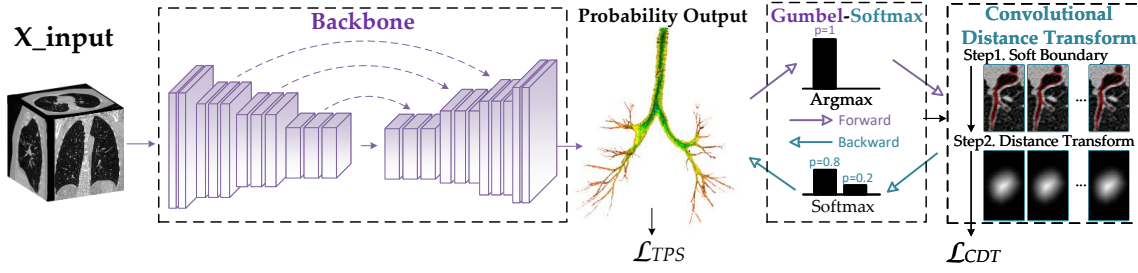 X_input
Backbone
Probability Output
ℒTPS
Gumbel-Softmax
p=1
Argmax
Forward
Backward
p=0.8
p=0.2
Softmax
Convolutional
Distance Transform
Step1. Soft Boundary
...
Step2. Distance Transform
...
ℒCDT